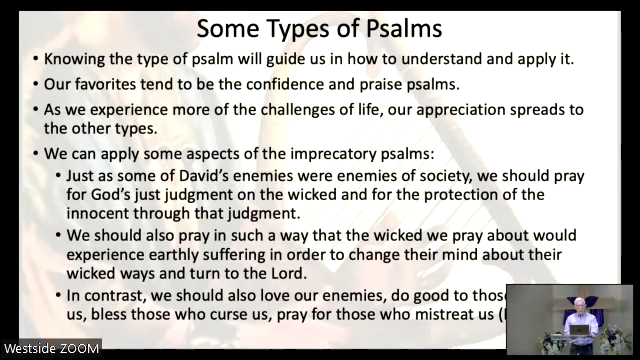 Some Types of Psalms
• Knowing the type of psalm will guide us in how to understand and apply it.
• Our favorites tend to be the confidence and praise psalms.
• As we experience more of the challenges of life, our appreciation spreads to
the other types.
• We can apply some aspects of the imprecatory psalms:
• Just as some of David's enemies were enemies of society, we should pray
for God's just judgment on the wicked and for the protection of the
innocent through that judgment.
• We should also pray in such a way that the wicked we pray about would
experience earthly suffering in order to change their mind about their
wicked ways and turn to the Lord.
• In contrast, we should also love our enemies, do good to those
us, bless those who curse us, pray for those who mistreat us (
Westside ZOOM